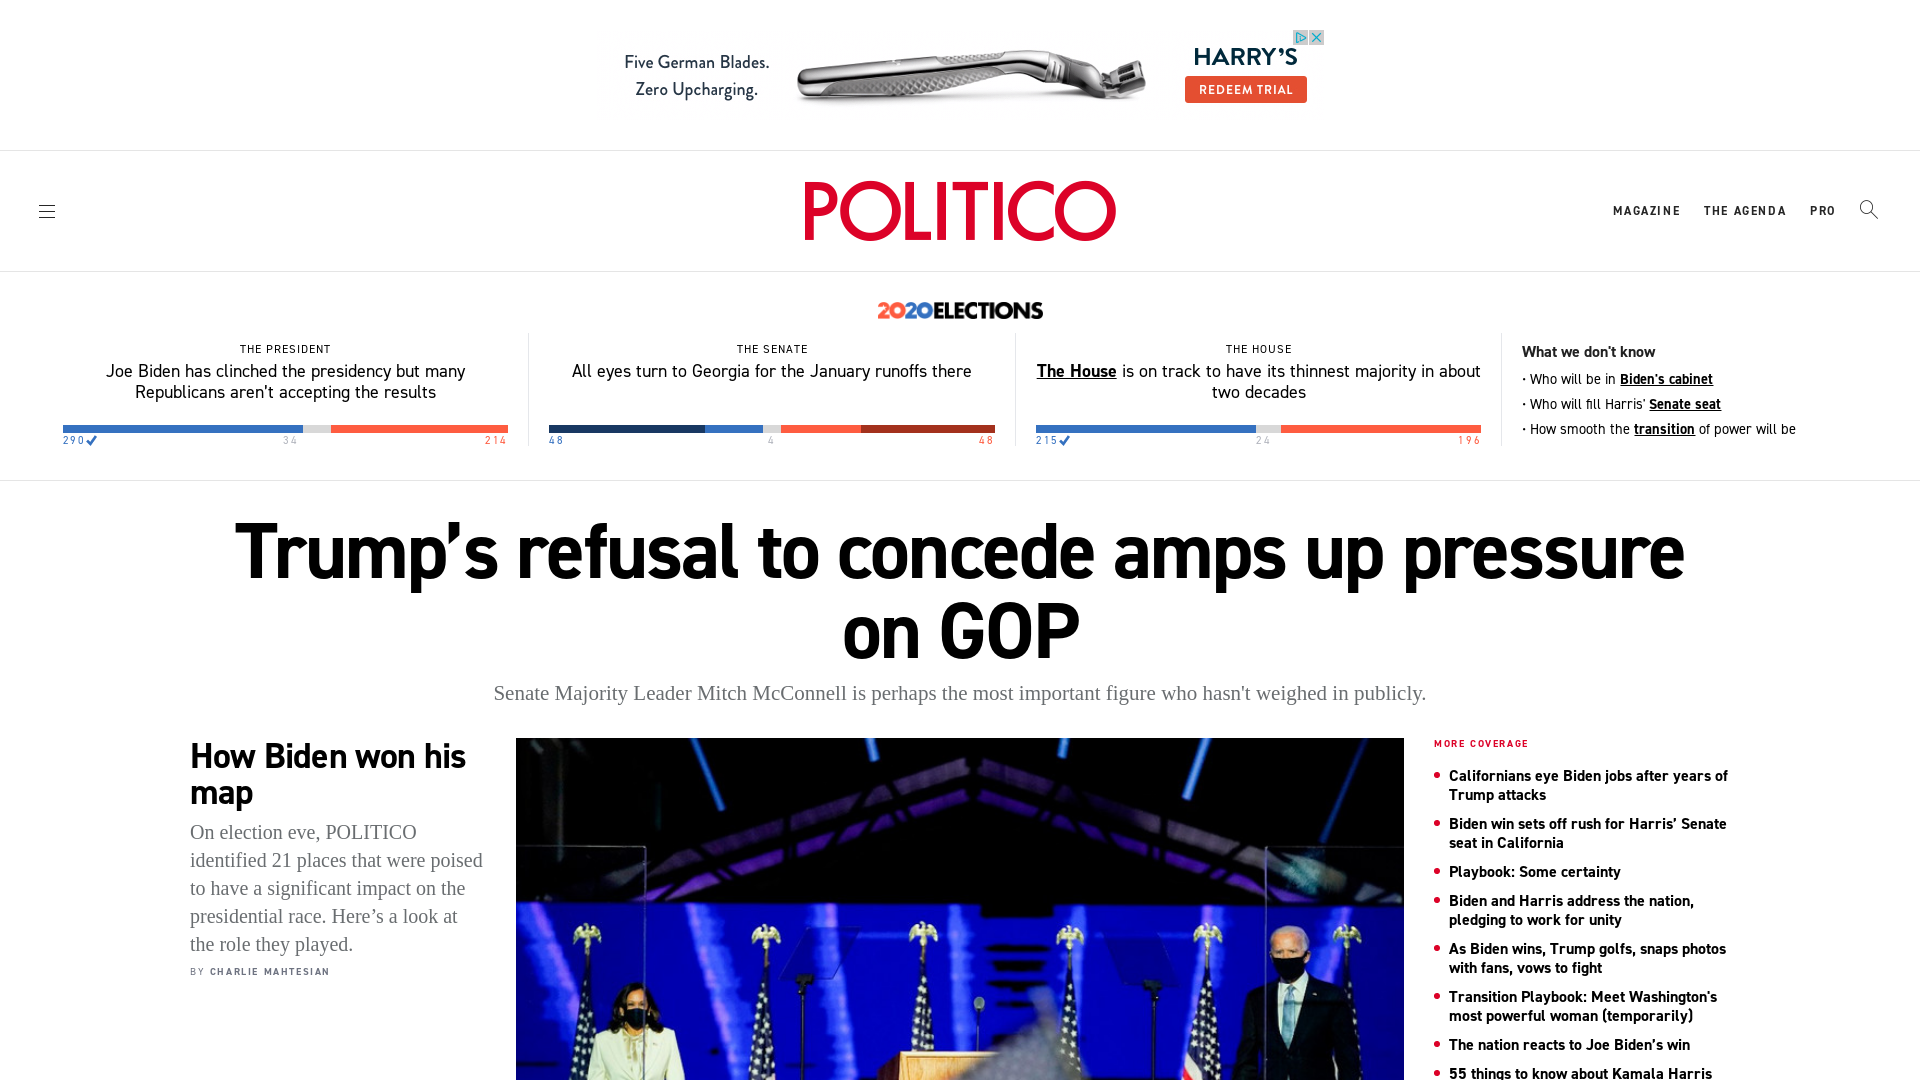 Five German Blades.
Zero Upcharging.
HARRY'S
REDEEM TRIAL
POLITICO
MAGAZINE
THE AGENDA
PRO
2020ELECTIONS
THE PRESIDENT
Joe Biden has clinched the presidency but many
Republicans aren't accepting the results
290
34
214
THE SENATE
All eyes turn to Georgia for the January runoffs there
48
4
48
THE HOUSE
The House is on track to have its thinnest majority in about
two decades
215
24
196
What we don't know
· Who will be in Biden's cabinet
· Who will fill Harris' Senate seat
· How smooth the transition of power will be
Trump’s refusal to concede amps up pressure
on GOP
Senate Majority Leader Mitch McConnell is perhaps the most important figure who hasn't weighed in publicly.
How Biden won his
map
On election eve, POLITICO
identified 21 places that were poised
to have a significant impact on the
presidential race. Here’s a look at
the role they played.
BY CHARLIE MAHTESIAN
MORE COVERAGE
Californians eye Biden jobs after years of
Trump attacks
Biden win sets off rush for Harris’ Senate
seat in California
Playbook: Some certainty
Biden and Harris address the nation,
pledging to work for unity
As Biden wins, Trump golfs, snaps photos
with fans, vows to fight
Transition Playbook: Meet Washington's
most powerful woman (temporarily)
The nation reacts to Joe Biden’s win
55 things to know about Kamala Harris